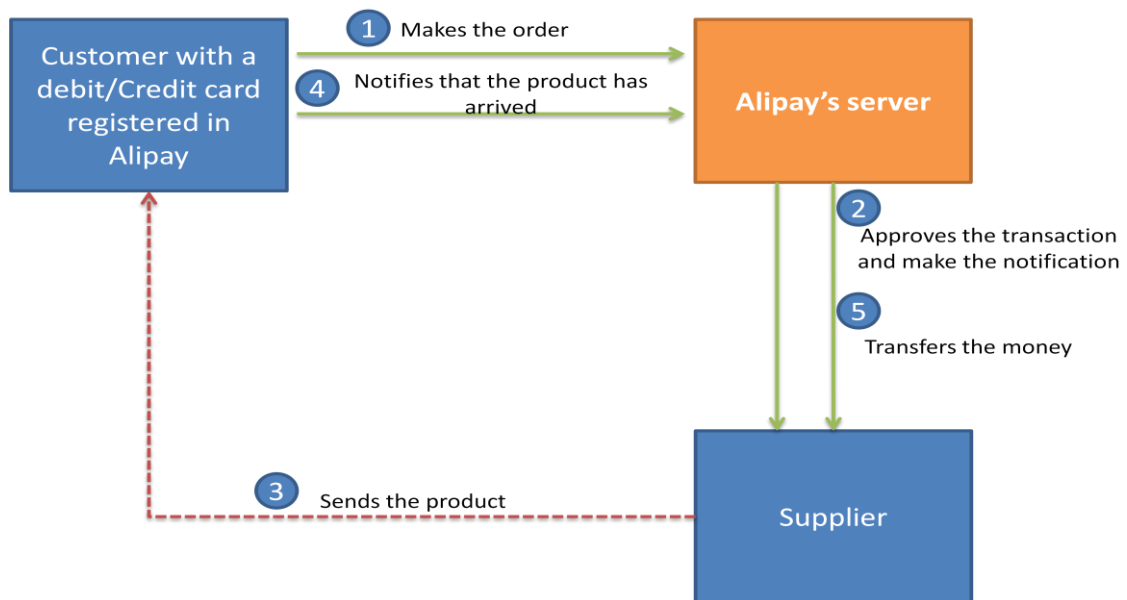 1
Makes the order
Customer with a
debit/Credit card
registered in
Alipay
4
Notifies that the product has
arrived
Alipay's server
2
Approves the transaction
and make the notification
5
Transfers the money
3
Sends the product
Supplier